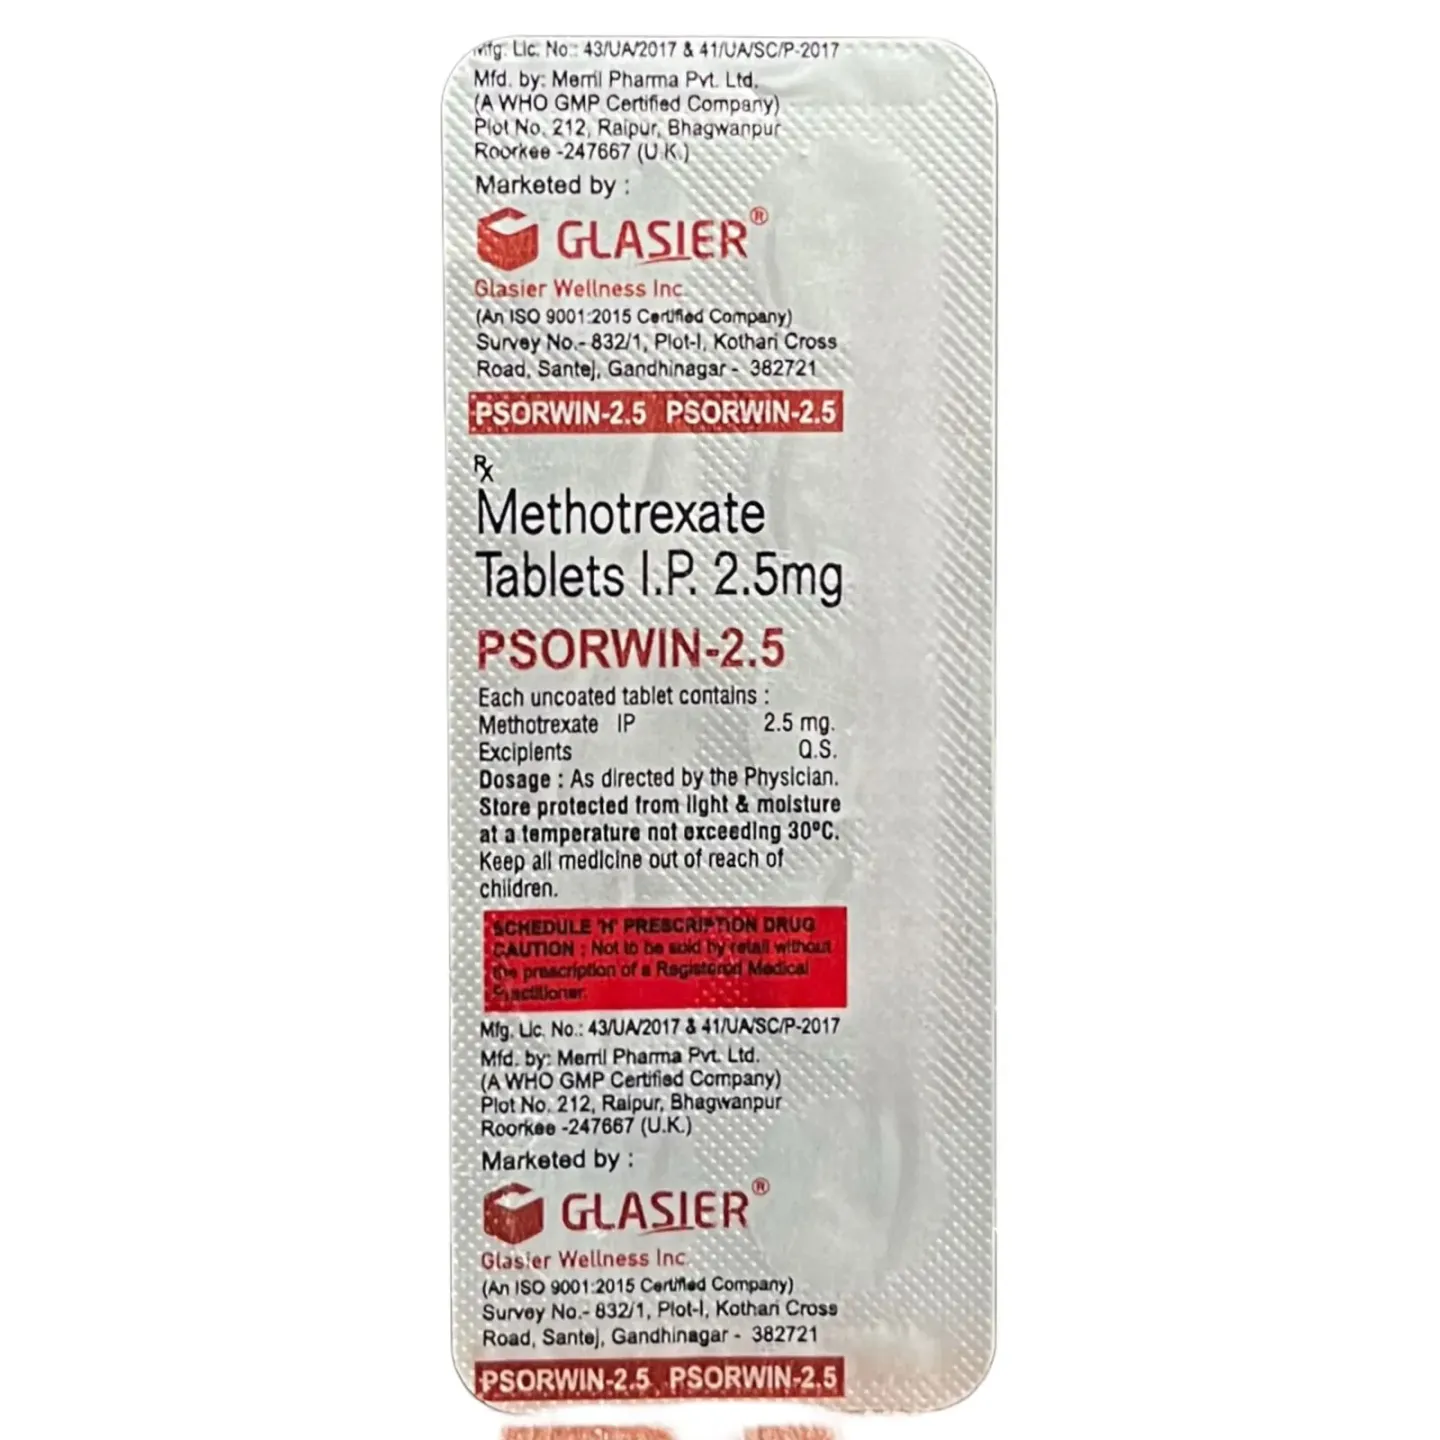 Mfg. Lic. No.: 43/UA/2017 & 41/UA/SC/P-2017
Mfd. by: Merril Pharma Pvt. Ltd.
(A WHO GMP Certified Company)
Plot No. 212, Raipur, Bhagwanpur
Roorkee -247667 (U.K.)
Marketed by :
GLASIER®
Glasier Wellness Inc.
(An ISO 9001:2015 Certified Company)
Survey No.- 832/1, Plot-I, Kothari Cross
Road, Santej, Gandhinagar - 382721
PSORWIN-2.5 PSORWIN-2.5
Rx
Methotrexate
Tablets I.P. 2.5mg
PSORWIN-2.5
Each uncoated tablet contains :
Methotrexate IP 2.5 mg.
Excipients Q.S.
Dosage : As directed by the Physician.
Store protected from light & moisture
at a temperature not exceeding 30°C.
Keep all medicine out of reach of
children.
SCHEDULE 'H' PRESCRIPTION DRUG
CAUTION : Not to be sold by retail without
the prescription of a Registered Medical
Practitioner.
Mfg. Lic. No.: 43/UA/2017 & 41/UA/SC/P-2017
Mfd. by: Merril Pharma Pvt. Ltd.
(A WHO GMP Certified Company)
Plot No. 212, Raipur, Bhagwanpur
Roorkee -247667 (U.K.)
Marketed by :
GLASIER®
Glasier Wellness Inc.
(An ISO 9001:2015 Certified Company)
Survey No.- 832/1, Plot-I, Kothari Cross
Road, Santej, Gandhinagar - 382721
PSORWIN-2.5 PSORWIN-2.5